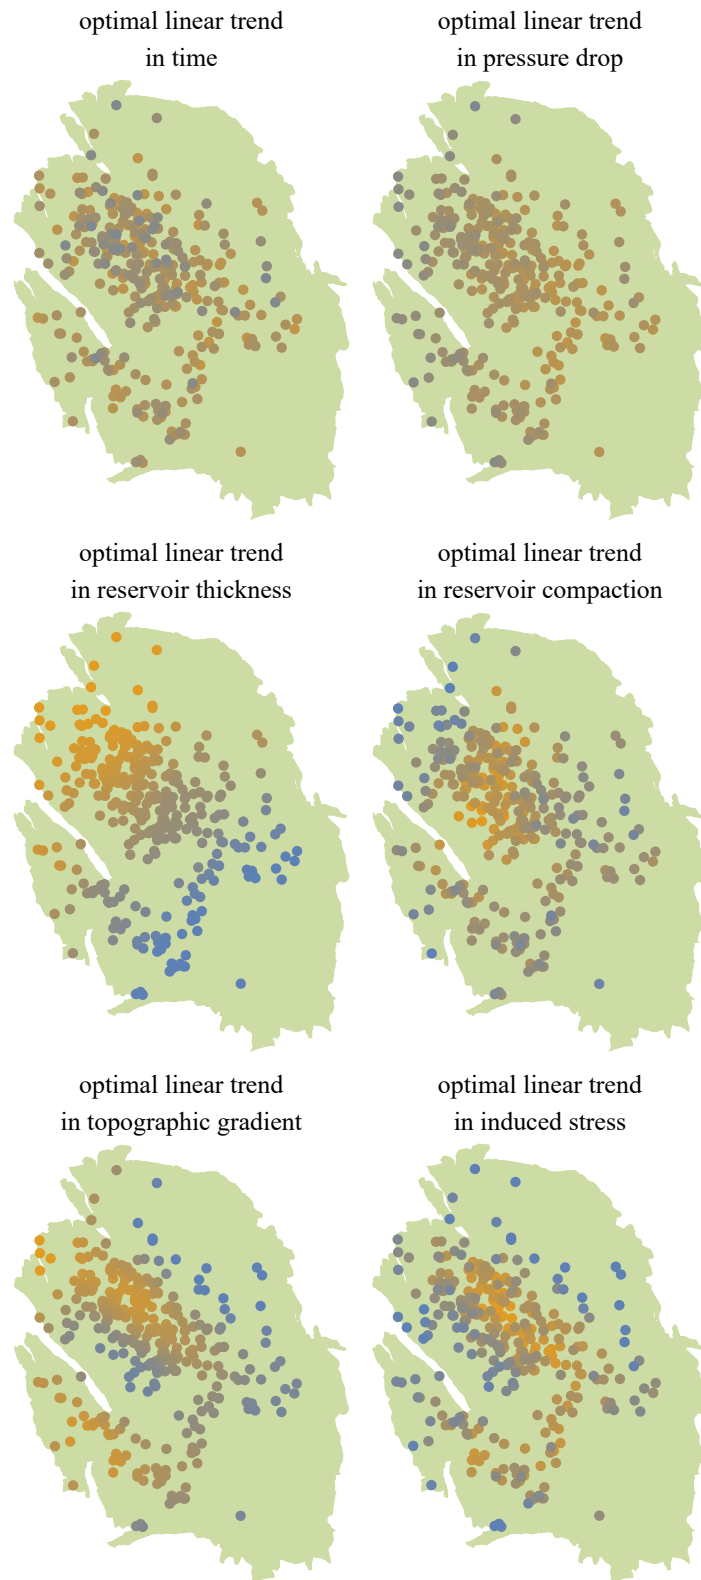 optimal linear trend
in time
optimal linear trend
in pressure drop
optimal linear trend
in reservoir thickness
optimal linear trend
in reservoir compaction
optimal linear trend
in topographic gradient
optimal linear trend
in induced stress